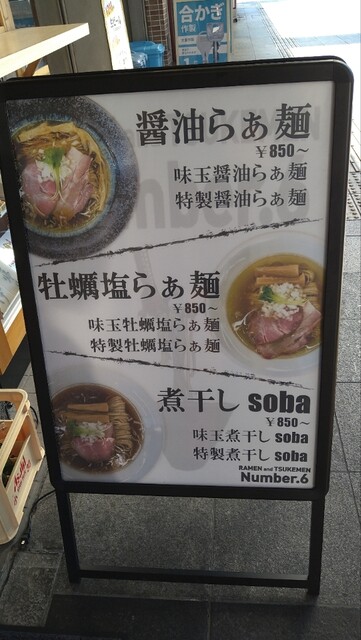 合かぎ
作製
醤油らぁ麺
￥850～
味玉醤油らぁ麺
特製醤油らぁ麺
牡蠣塩らぁ麺
￥850～
味玉牡蠣塩らぁ麺
特製牡蠣塩らぁ麺
煮干し soba
￥850～
味玉煮干し soba
特製煮干し soba
RAMEN and TSUKEMEN
Number.6